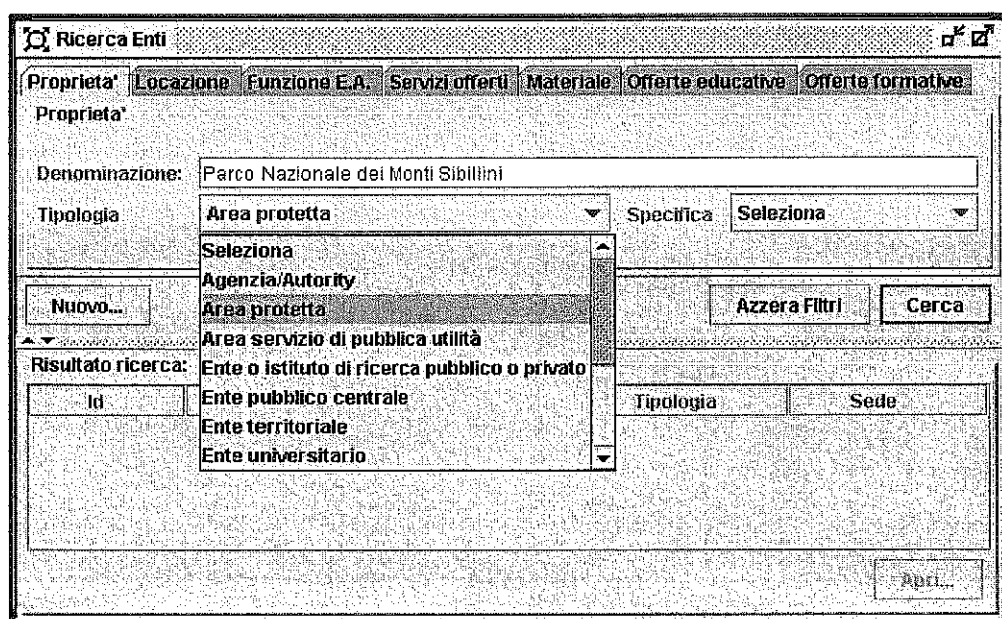 Ricerca Enti
Proprieta' Locazione Funzione E.A. Servizi offerti Materiale Offerte educative Offerte formative
Proprieta'
Denominazione: Parco Nazionale dei Monti Sibillini
Tipologia Area protetta Specifica Seleziona
Seleziona
Agenzia/Autority
Area protetta
Area servizio di pubblica utilità
Ente o istituto di ricerca pubblico o privato
Ente pubblico centrale
Ente territoriale
Ente universitario
Nuovo... Azzera Filtri Cerca
Risultato ricerca:
Id Tipologia Sede
Apri...